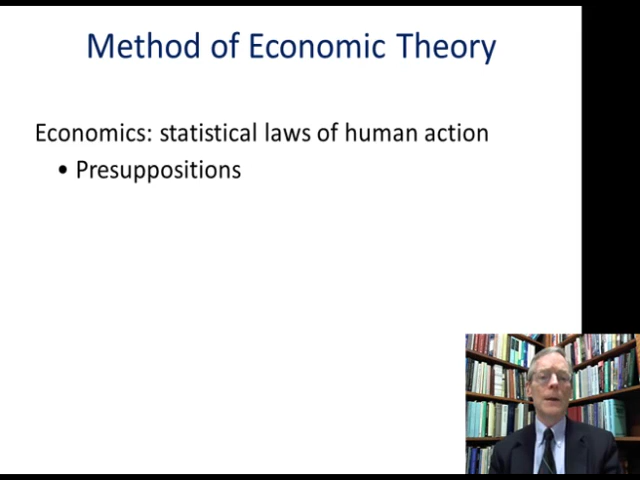 Method of Economic Theory
Economics: statistical laws of human action
• Presuppositions